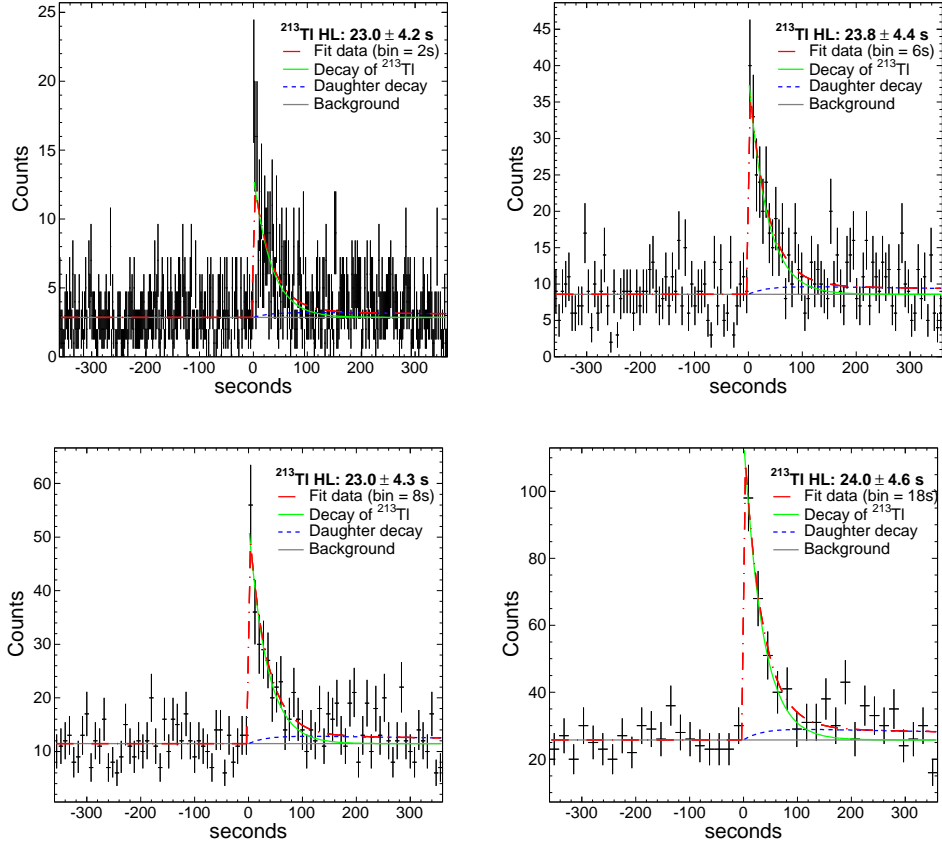 ²¹³Tl HL: 23.0 ± 4.2 s
Fit data (bin = 2s)
Decay of ²¹³Tl
Daughter decay
Background
Counts
25
20
15
10
5
0
-300 -200 -100 0 100 200 300
seconds
²¹³Tl HL: 23.8 ± 4.4 s
Fit data (bin = 6s)
Decay of ²¹³Tl
Daughter decay
Background
Counts
45
40
35
30
25
20
15
10
5
0
-300 -200 -100 0 100 200 300
seconds
²¹³Tl HL: 23.0 ± 4.3 s
Fit data (bin = 8s)
Decay of ²¹³Tl
Daughter decay
Background
Counts
60
50
40
30
20
10
-300 -200 -100 0 100 200 300
seconds
²¹³Tl HL: 24.0 ± 4.6 s
Fit data (bin = 18s)
Decay of ²¹³Tl
Daughter decay
Background
Counts
100
80
60
40
20
-300 -200 -100 0 100 200 300
seconds